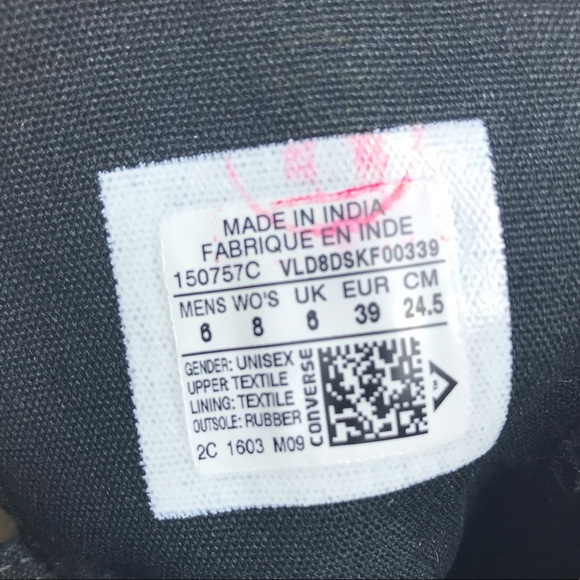 MADE IN INDIA
FABRIQUE EN INDE
150757C VLD8DSKF00339
MENS WO'S UK EUR CM
6 8 6 39 24.5
GENDER: UNISEX
UPPER: TEXTILE
LINING: TEXTILE
OUTSOLE: RUBBER
2C 1603 M09
CONVERSE